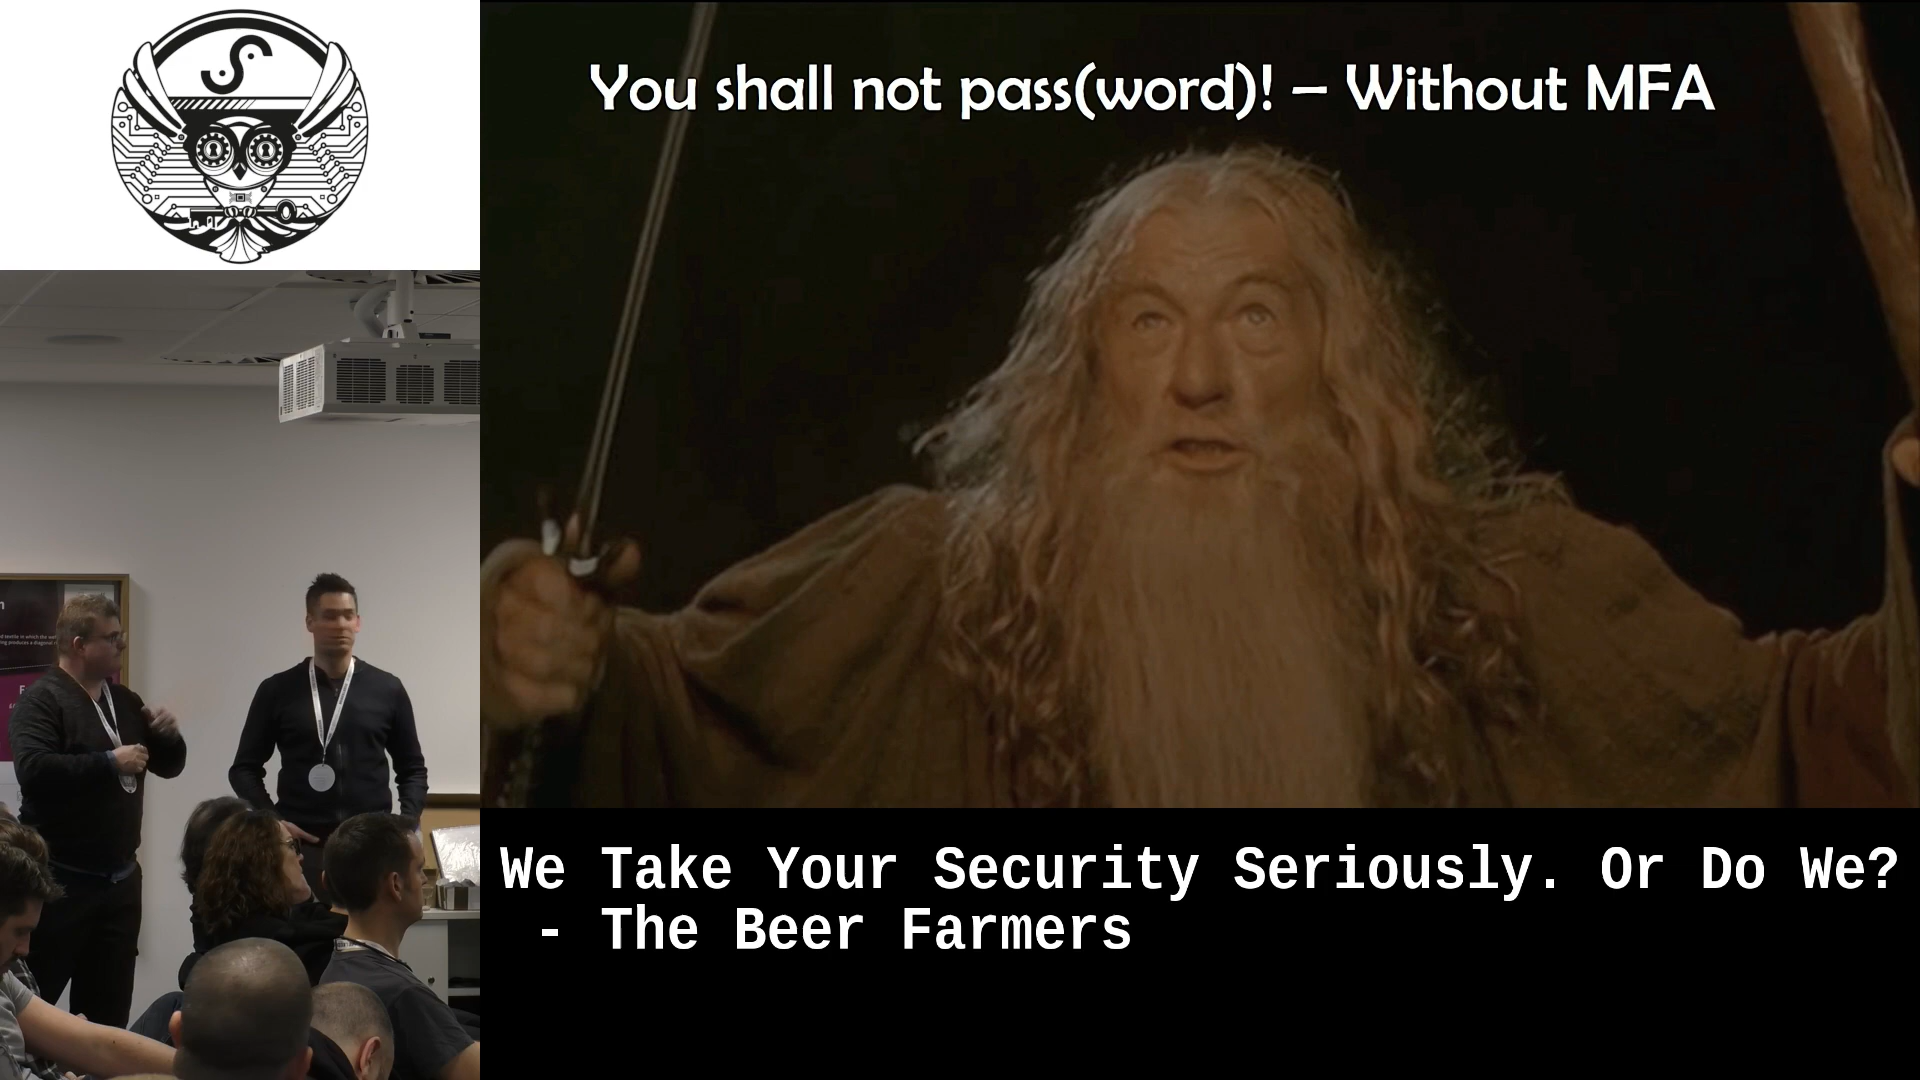 You shall not pass(word)! – Without MFA
We Take Your Security Seriously. Or Do We?
- The Beer Farmers